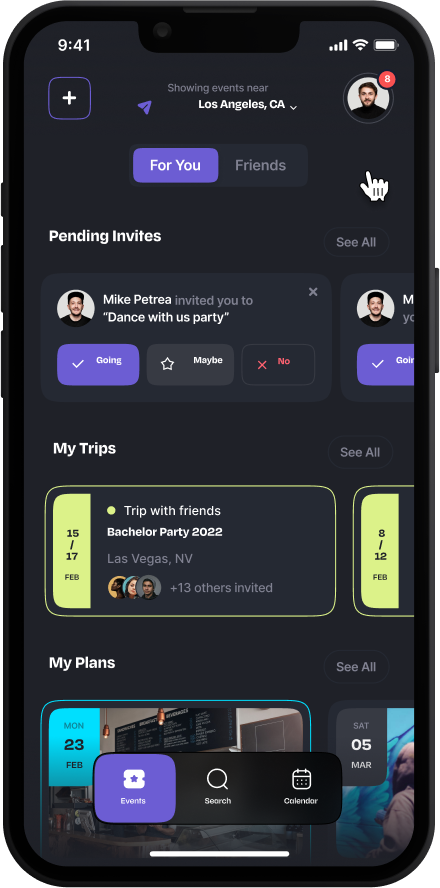 9:41
8
Showing events near
Los Angeles, CA
For You
Friends
Pending Invites
See All
Mike Petrea invited you to
“Dance with us party”
Going
Maybe
No
M
yo
Goin
My Trips
See All
15
/
17
FEB
Trip with friends
Bachelor Party 2022
Las Vegas, NV
+13 others invited
8
/
12
FEB
My Plans
See All
MON
23
FEB
SAT
05
MAR
Events
Search
Calendar